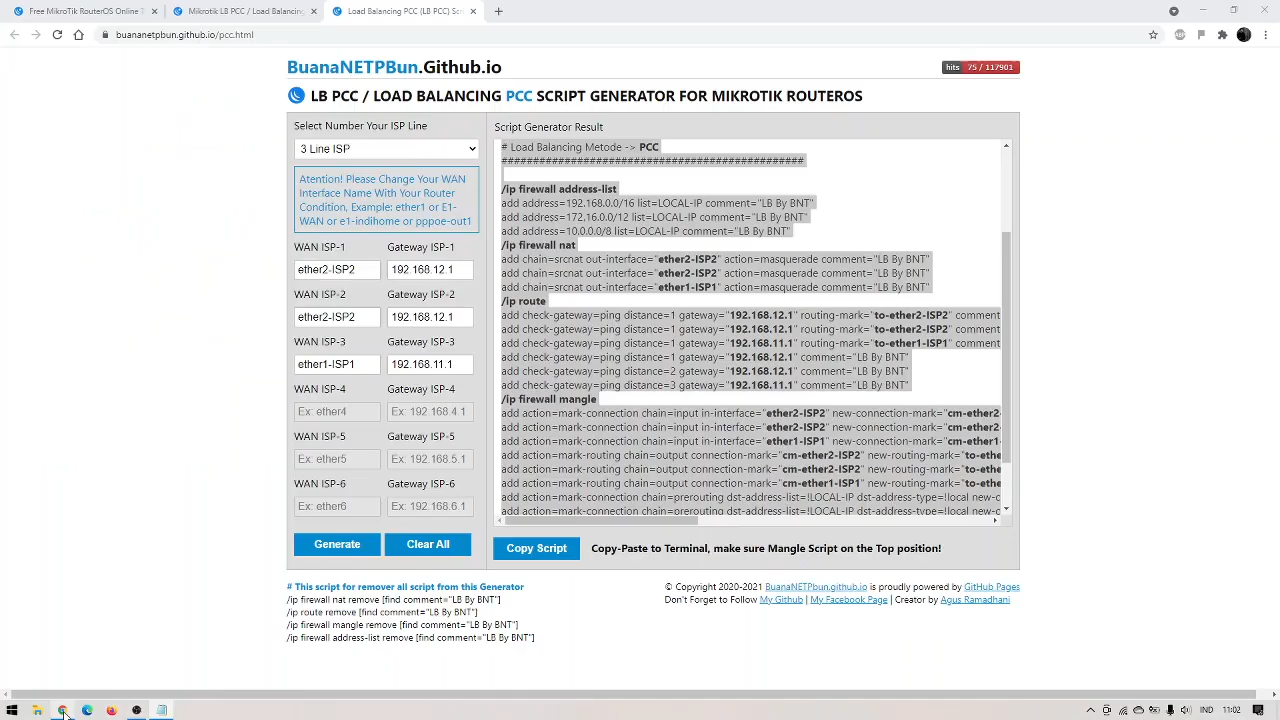 Free MikroTik RouterOS Online T
Mikrotik LB PCC / Load Balancing
Load Balancing PCC (LB PCC) Scri
buananetpbun.github.io/pcc.html
BuanaNETPBun.Github.io
hits 75 / 117901
LB PCC / LOAD BALANCING PCC SCRIPT GENERATOR FOR MIKROTIK ROUTEROS
Select Number Your ISP Line
3 Line ISP
Atention! Please Change Your WAN
Interface Name With Your Router
Condition, Example: ether1 or E1-
WAN or e1-indihome or pppoe-out1
WAN ISP-1 Gateway ISP-1
ether2-ISP2 192.168.12.1
WAN ISP-2 Gateway ISP-2
ether2-ISP2 192.168.12.1
WAN ISP-3 Gateway ISP-3
ether1-ISP1 192.168.11.1
WAN ISP-4 Gateway ISP-4
Ex: ether4 Ex: 192.168.4.1
WAN ISP-5 Gateway ISP-5
Ex: ether5 Ex: 192.168.5.1
WAN ISP-6 Gateway ISP-6
Ex: ether6 Ex: 192.168.6.1
Generate Clear All
Script Generator Result
# Load Balancing Metode -> PCC
###############################################
/ip firewall address-list
add address=192.168.0.0/16 list=LOCAL-IP comment="LB By BNT"
add address=172.16.0.0/12 list=LOCAL-IP comment="LB By BNT"
add address=10.0.0.0/8 list=LOCAL-IP comment="LB By BNT"
/ip firewall nat
add chain=srcnat out-interface="ether2-ISP2" action=masquerade comment="LB By BNT"
add chain=srcnat out-interface="ether2-ISP2" action=masquerade comment="LB By BNT"
add chain=srcnat out-interface="ether1-ISP1" action=masquerade comment="LB By BNT"
/ip route
add check-gateway=ping distance=1 gateway="192.168.12.1" routing-mark="to-ether2-ISP2" comment
add check-gateway=ping distance=1 gateway="192.168.12.1" routing-mark="to-ether2-ISP2" comment
add check-gateway=ping distance=1 gateway="192.168.11.1" routing-mark="to-ether1-ISP1" comment
add check-gateway=ping distance=1 gateway="192.168.12.1" comment="LB By BNT"
add check-gateway=ping distance=2 gateway="192.168.12.1" comment="LB By BNT"
add check-gateway=ping distance=3 gateway="192.168.11.1" comment="LB By BNT"
/ip firewall mangle
add action=mark-connection chain=input in-interface="ether2-ISP2" new-connection-mark="cm-ether2-
add action=mark-connection chain=input in-interface="ether2-ISP2" new-connection-mark="cm-ether2-
add action=mark-connection chain=input in-interface="ether1-ISP1" new-connection-mark="cm-ether1-
add action=mark-routing chain=output connection-mark="cm-ether2-ISP2" new-routing-mark="to-ethe
add action=mark-routing chain=output connection-mark="cm-ether2-ISP2" new-routing-mark="to-ethe
add action=mark-routing chain=output connection-mark="cm-ether1-ISP1" new-routing-mark="to-ethe
add action=mark-connection chain=prerouting dst-address-list=!LOCAL-IP dst-address-type=!local new-c
add action=mark-connection chain=prerouting dst-address-list=!LOCAL-IP dst-address-type=!local new-c
Copy Script Copy-Paste to Terminal, make sure Mangle Script on the Top position!
# This script for remover all script from this Generator
/ip firewall nat remove [find comment="LB By BNT"]
/ip route remove [find comment="LB By BNT"]
/ip firewall mangle remove [find comment="LB By BNT"]
/ip firewall address-list remove [find comment="LB By BNT"]
© Copyright 2020-2021 BuanaNETPbun.github.io is proudly powered by GitHub Pages
Don't Forget to Follow My Github | My Facebook Page | Creator by Agus Ramadhani
IND 11:02